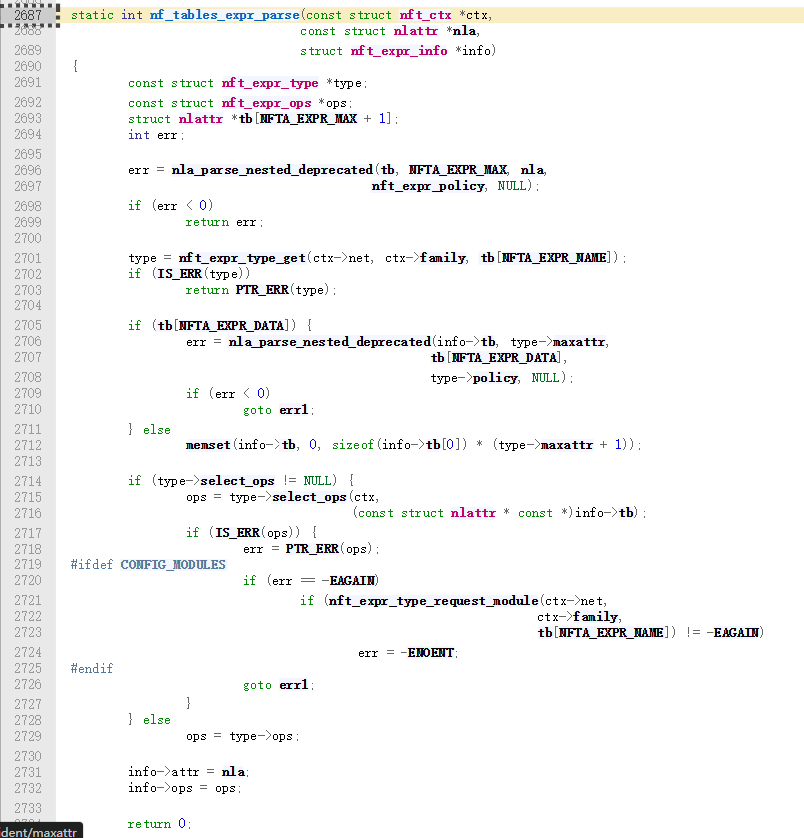 2687 static int nf_tables_expr_parse(const struct nft_ctx *ctx,
2688 const struct nlattr *nla,
2689 struct nft_expr_info *info)
2690 {
2691 const struct nft_expr_type *type;
2692 const struct nft_expr_ops *ops;
2693 struct nlattr *tb[NFTA_EXPR_MAX + 1];
2694 int err;
2695
2696 err = nla_parse_nested_deprecated(tb, NFTA_EXPR_MAX, nla,
2697 nft_expr_policy, NULL);
2698 if (err < 0)
2699 return err;
2700
2701 type = nft_expr_type_get(ctx->net, ctx->family, tb[NFTA_EXPR_NAME]);
2702 if (IS_ERR(type))
2703 return PTR_ERR(type);
2704
2705 if (tb[NFTA_EXPR_DATA]) {
2706 err = nla_parse_nested_deprecated(info->tb, type->maxattr,
2707 tb[NFTA_EXPR_DATA],
2708 type->policy, NULL);
2709 if (err < 0)
2710 goto err1;
2711 } else
2712 memset(info->tb, 0, sizeof(info->tb[0]) * (type->maxattr + 1));
2713
2714 if (type->select_ops != NULL) {
2715 ops = type->select_ops(ctx,
2716 (const struct nlattr * const *)info->tb);
2717 if (IS_ERR(ops)) {
2718 err = PTR_ERR(ops);
2719 #ifdef CONFIG_MODULES
2720 if (err == -EAGAIN)
2721 if (nft_expr_type_request_module(ctx->net,
2722 ctx->family,
2723 tb[NFTA_EXPR_NAME]) != -EAGAIN)
2724 err = -ENOENT;
2725 #endif
2726 goto err1;
2727 }
2728 } else
2729 ops = type->ops;
2730
2731 info->attr = nla;
2732 info->ops = ops;
2733
return 0;
dent/maxattr